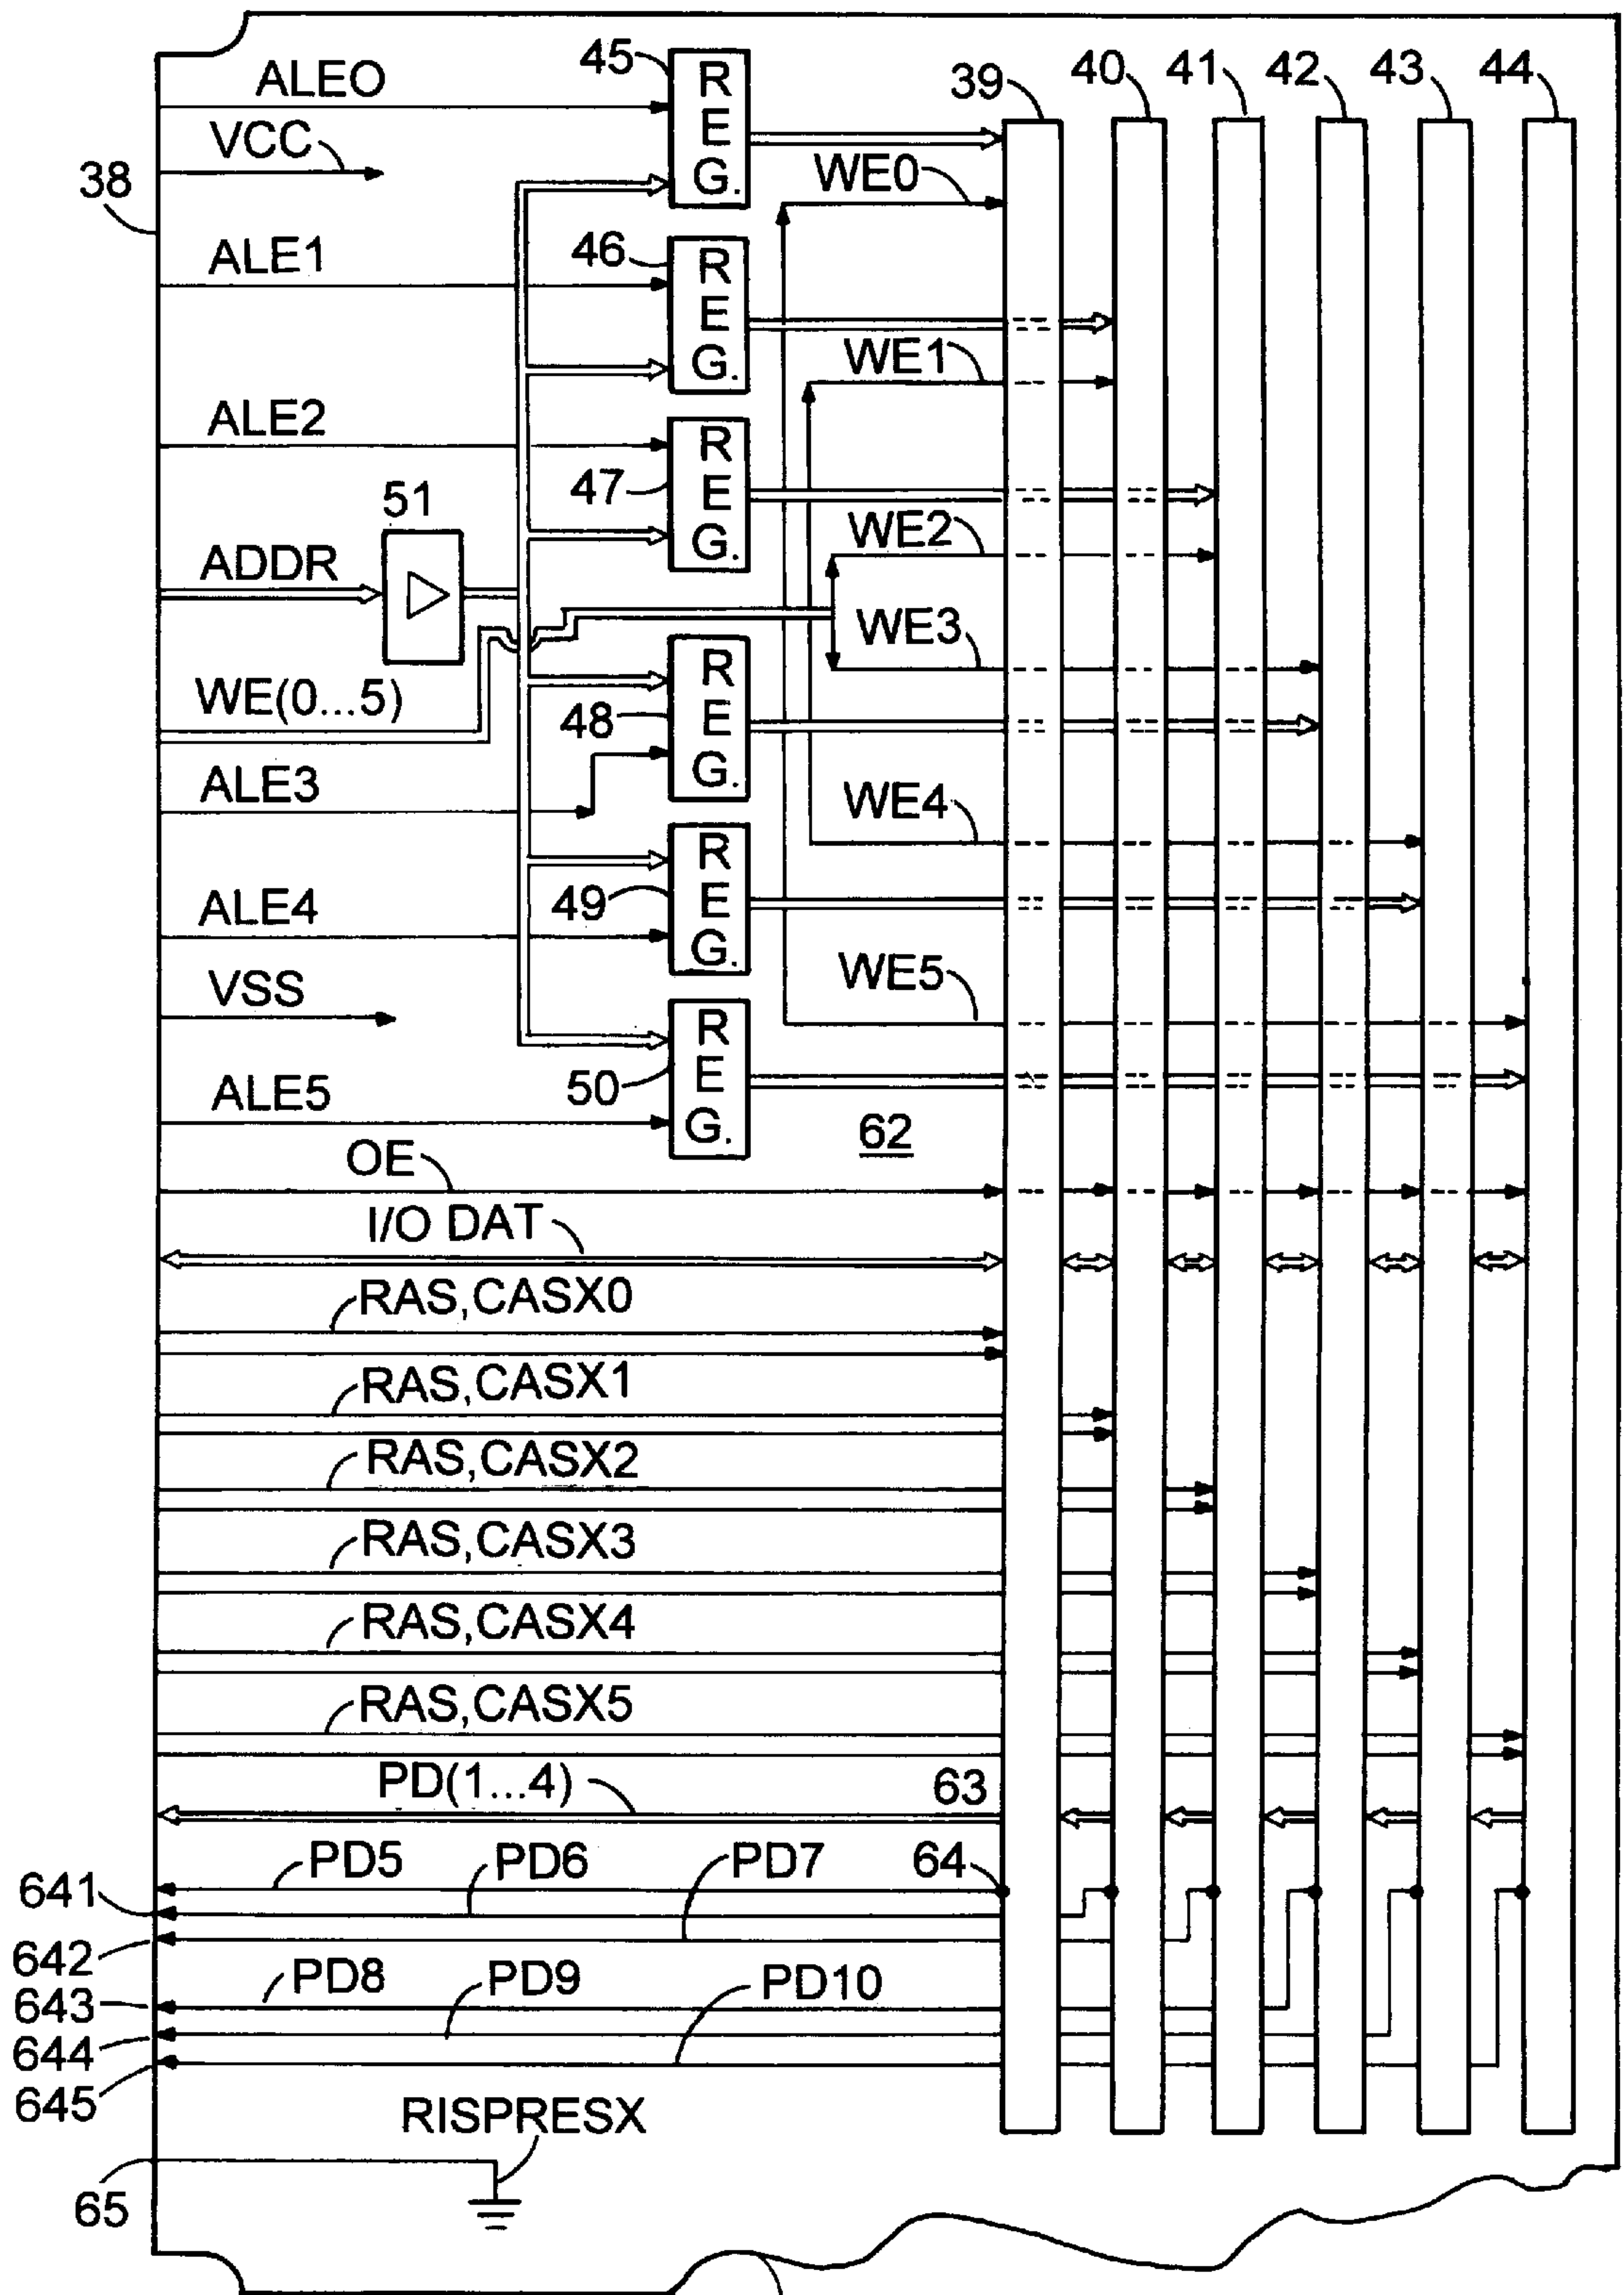 45
R
E
G.
39
40
41
42
43
44
ALEO
VCC
38
WE0
ALE1
46
R
E
G.
WE1
ALE2
47
R
E
G.
51
WE2
ADDR
WE3
WE(0...5)
48
R
E
G.
ALE3
WE4
49
R
E
G.
ALE4
WE5
VSS
50
R
E
G.
ALE5
62
OE
I/O DAT
RAS,CASX0
RAS,CASX1
RAS,CASX2
RAS,CASX3
RAS,CASX4
RAS,CASX5
PD(1...4)
63
PD5
PD6
PD7
64
641
642
PD8
PD9
PD10
643
644
645
RISPRESX
65